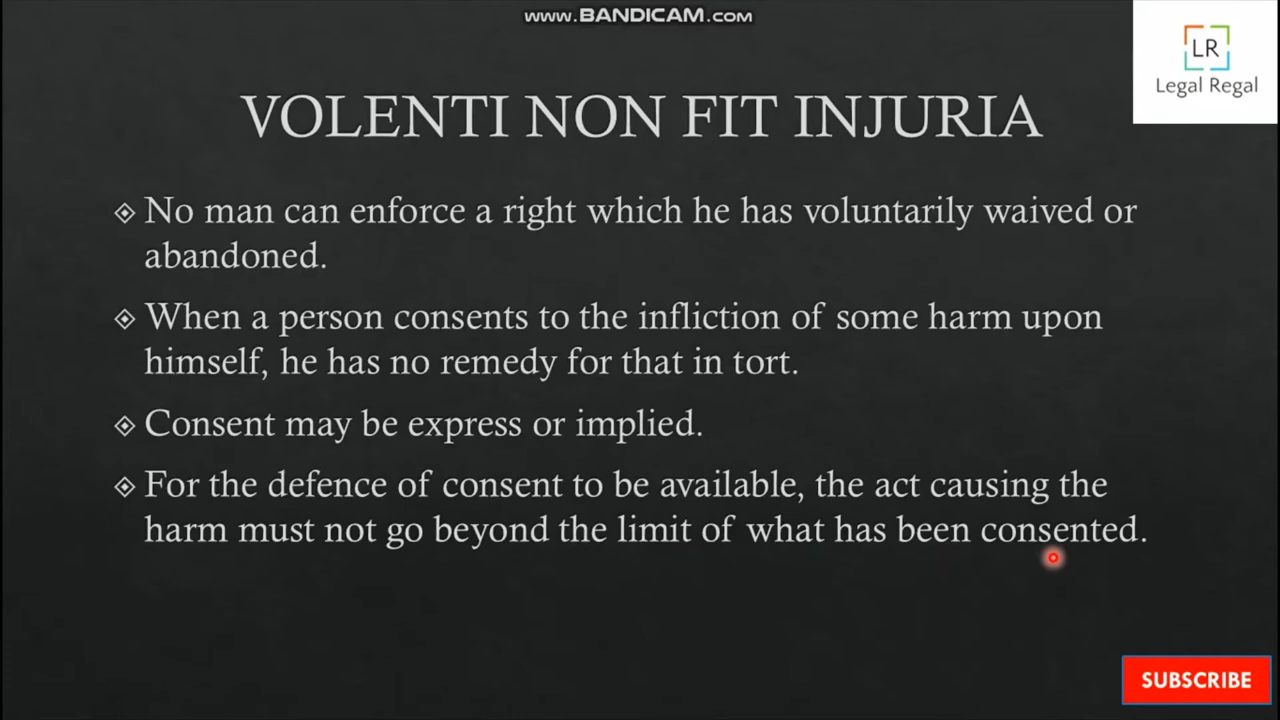 www.BANDICAM.com
LR
Legal Regal
VOLENTI NON FIT INJURIA
No man can enforce a right which he has voluntarily waived or
abandoned.
When a person consents to the infliction of some harm upon
himself, he has no remedy for that in tort.
Consent may be express or implied.
For the defence of consent to be available, the act causing the
harm must not go beyond the limit of what has been consented.
SUBSCRIBE